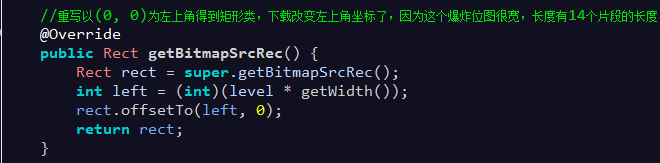 //重写以(0, 0)为左上角得到矩形类，下载改变左上角坐标了，因为这个爆炸位图很宽，长度有14个片段的长度
@Override
public Rect getBitmapSrcRec() {
    Rect rect = super.getBitmapSrcRec();
    int left = (int)(level * getWidth());
    rect.offsetTo(left, 0);
    return rect;
}